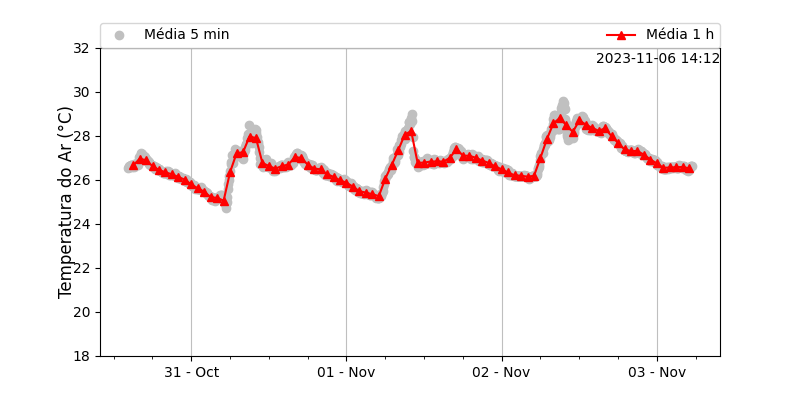 Média 5 min
Média 1 h
2023-11-06 14:12
Temperatura do Ar (°C)
32
30
28
26
24
22
20
18
31 - Oct
01 - Nov
02 - Nov
03 - Nov